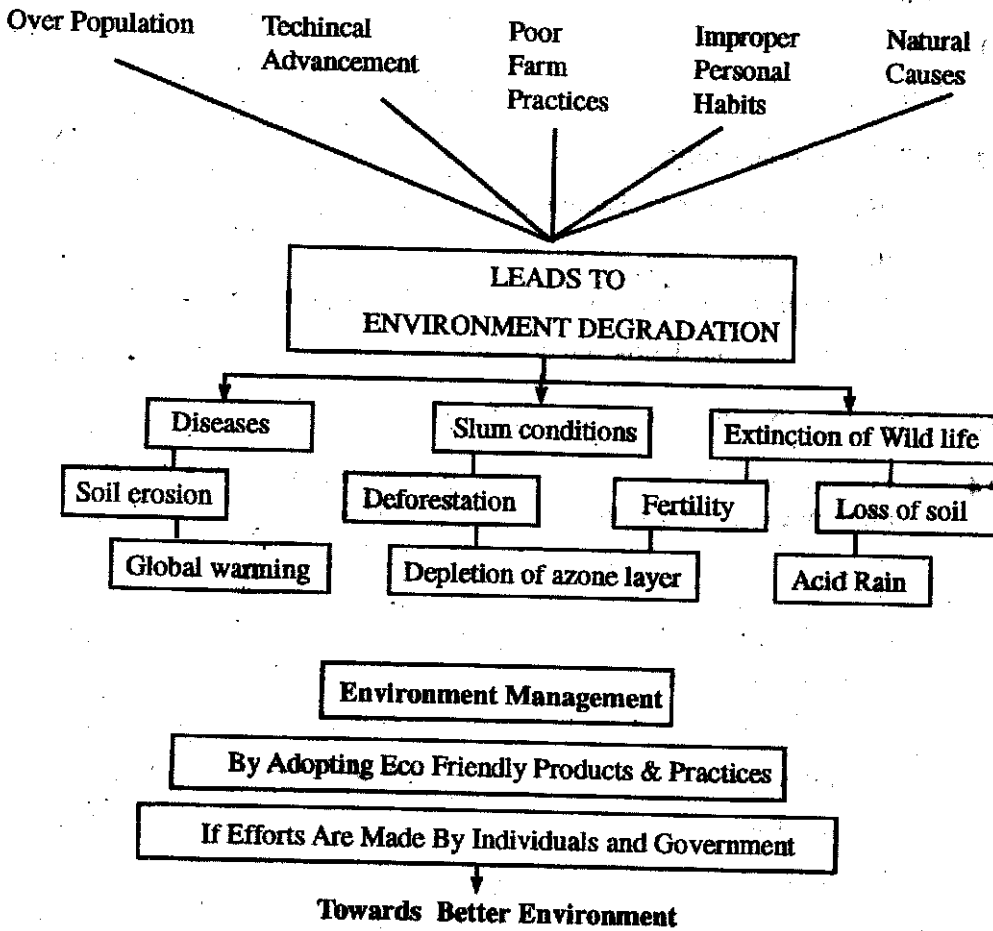 Over Population
Techincal
Advancement
Poor
Farm
Practices
Improper
Personal
Habits
Natural
Causes
LEADS TO
ENVIRONMENT DEGRADATION
Diseases
Slum conditions
Extinction of Wild life
Soil erosion
Deforestation
Fertility
Loss of soil
Global warming
Depletion of azone layer
Acid Rain
Environment Management
By Adopting Eco Friendly Products & Practices
If Efforts Are Made By Individuals and Government
Towards Better Environment